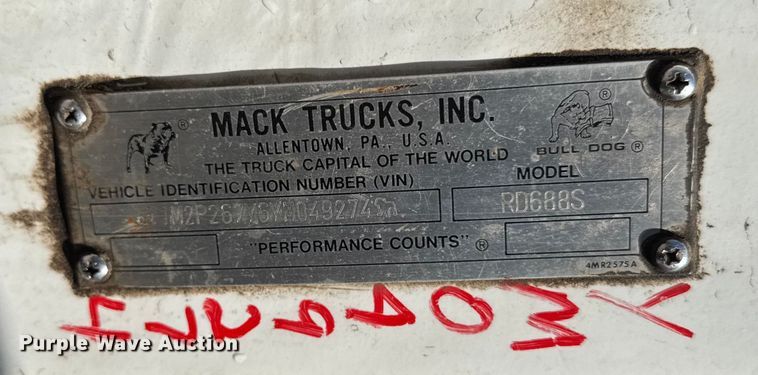 MACK TRUCKS, INC.
ALLENTOWN, PA., U.S.A.
THE TRUCK CAPITAL OF THE WORLD
BULL DOG ®
VEHICLE IDENTIFICATION NUMBER (VIN)
MODEL
RD688S
"PERFORMANCE COUNTS" ®
4MR2575A
Purple Wave Auction